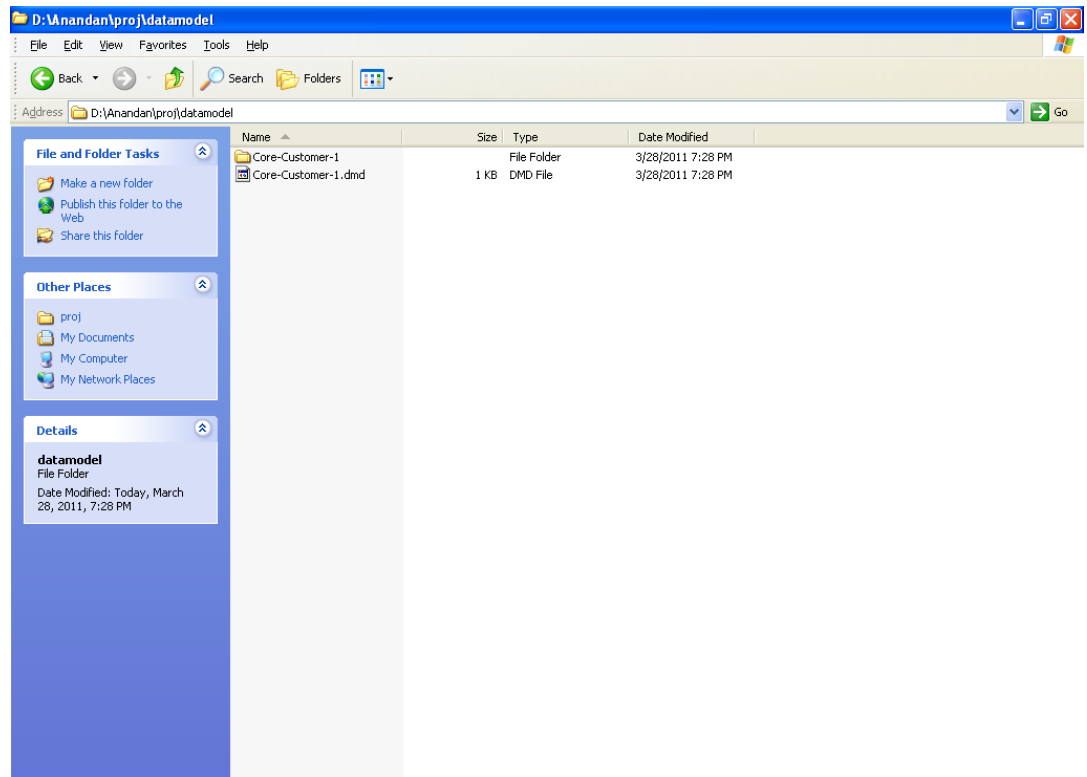 D:\Anandan\proj\datamodel
File Edit View Favorites Tools Help
Back Search Folders
Address D:\Anandan\proj\datamodel Go
Name Size Type Date Modified
File and Folder Tasks
Make a new folder
Publish this folder to the
Web
Share this folder
Other Places
proj
My Documents
My Computer
My Network Places
Details
datamodel
File Folder
Date Modified: Today, March
28, 2011, 7:28 PM
Core-Customer-1 File Folder 3/28/2011 7:28 PM
Core-Customer-1.dmd 1 KB DMD File 3/28/2011 7:28 PM